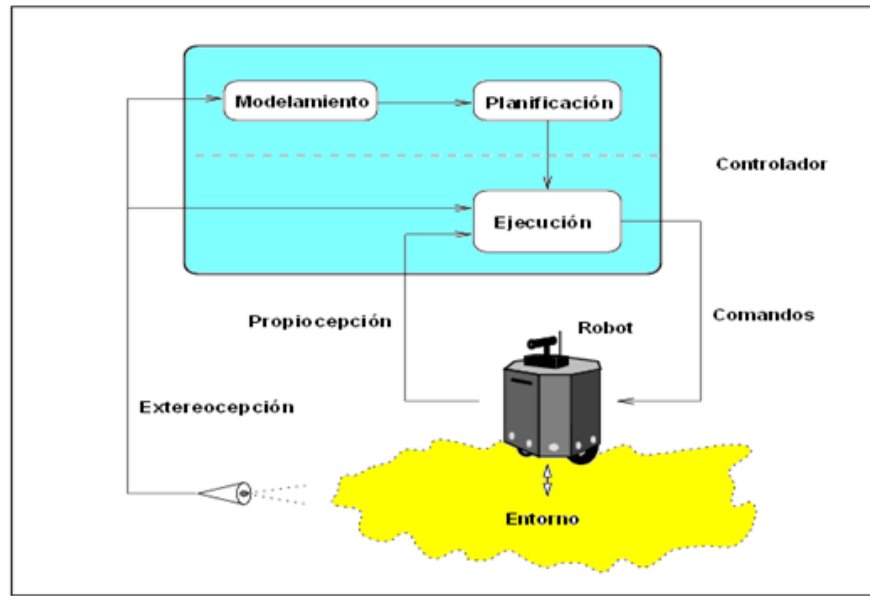 Modelamiento
Planificación
Controlador
Ejecución
Propiocepción
Robot
Comandos
Extereocepción
Entorno